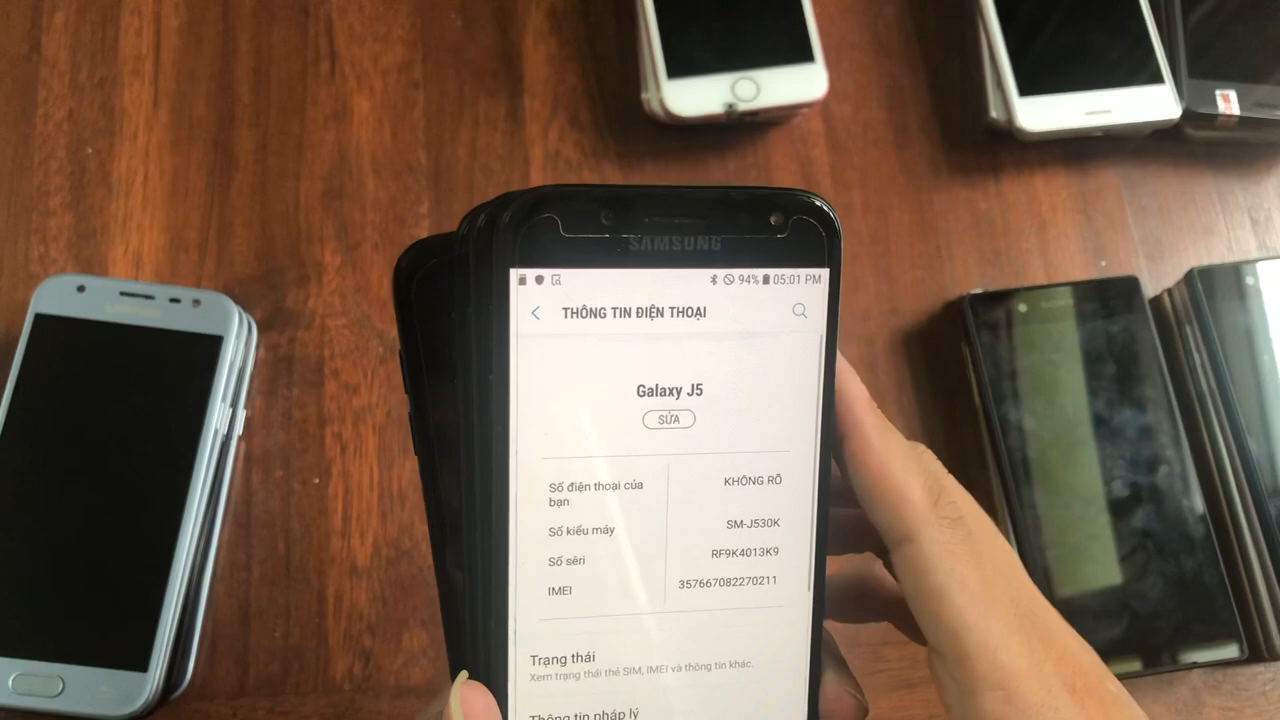 SAMSUNG
94% 05:01 PM
THÔNG TIN ĐIỆN THOẠI
Galaxy J5
SỬA
Số điện thoại của
bạn
KHÔNG RÕ
Số kiểu máy
SM-J530K
Số sêri
RF9K4013K9
IMEI
357667082270211
Trạng thái
Xem trạng thái thẻ SIM, IMEI và thông tin khác.
Thông tin pháp lý